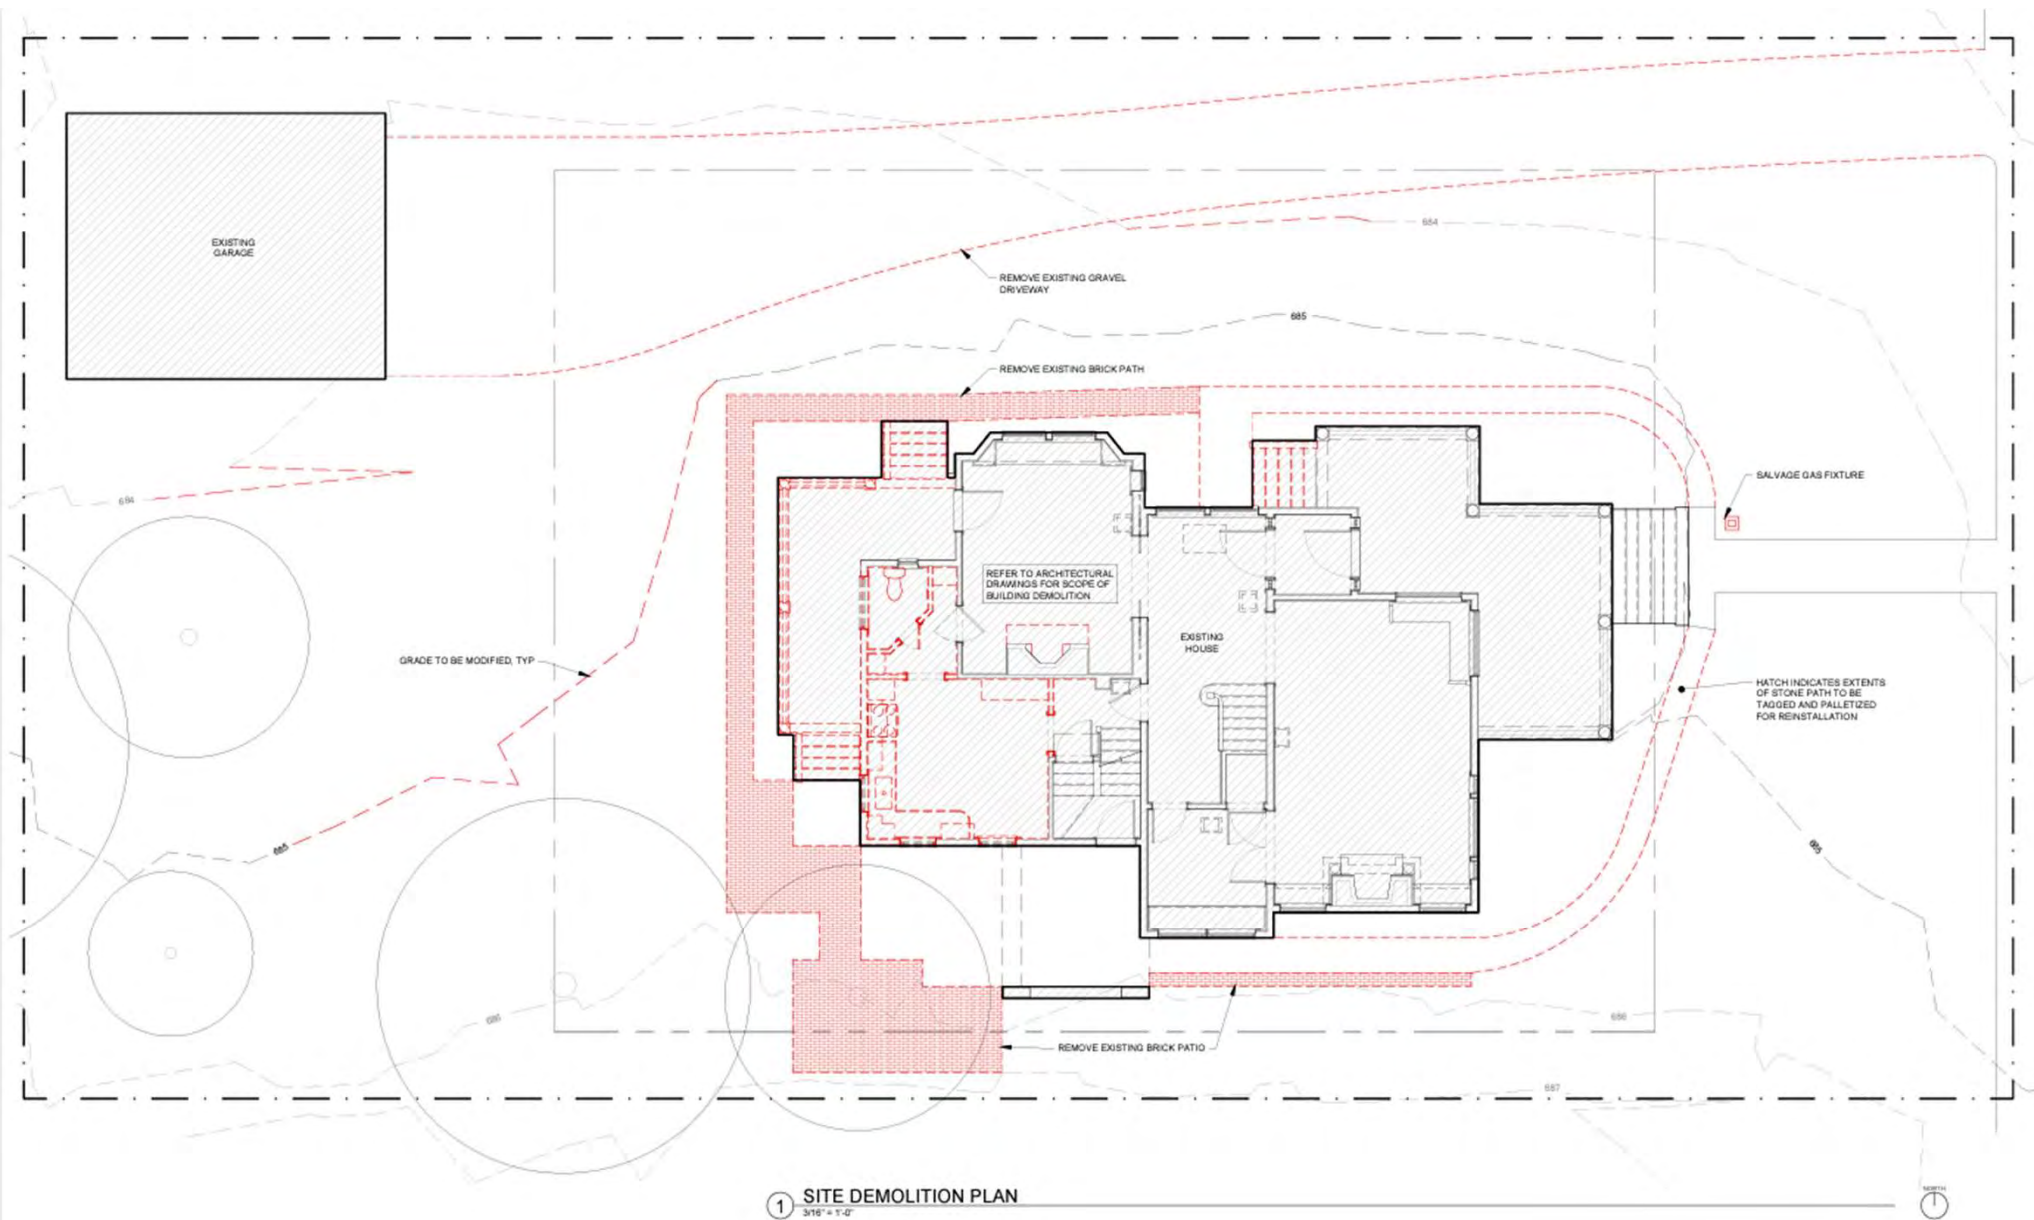 EXISTING
GARAGE
684
REMOVE EXISTING GRAVEL
DRIVEWAY
685
REMOVE EXISTING BRICK PATH
SALVAGE GAS FIXTURE
684
REFER TO ARCHITECTURAL
DRAWINGS FOR SCOPE OF
BUILDING DEMOLITION
EXISTING
HOUSE
GRADE TO BE MODIFIED, TYP
HATCH INDICATES EXTENTS
OF STONE PATH TO BE
TAGGED AND PALLETIZED
FOR REINSTALLATION
685
685
686
686
REMOVE EXISTING BRICK PATIO
687
1
SITE DEMOLITION PLAN
3/16" = 1'-0"
NORTH